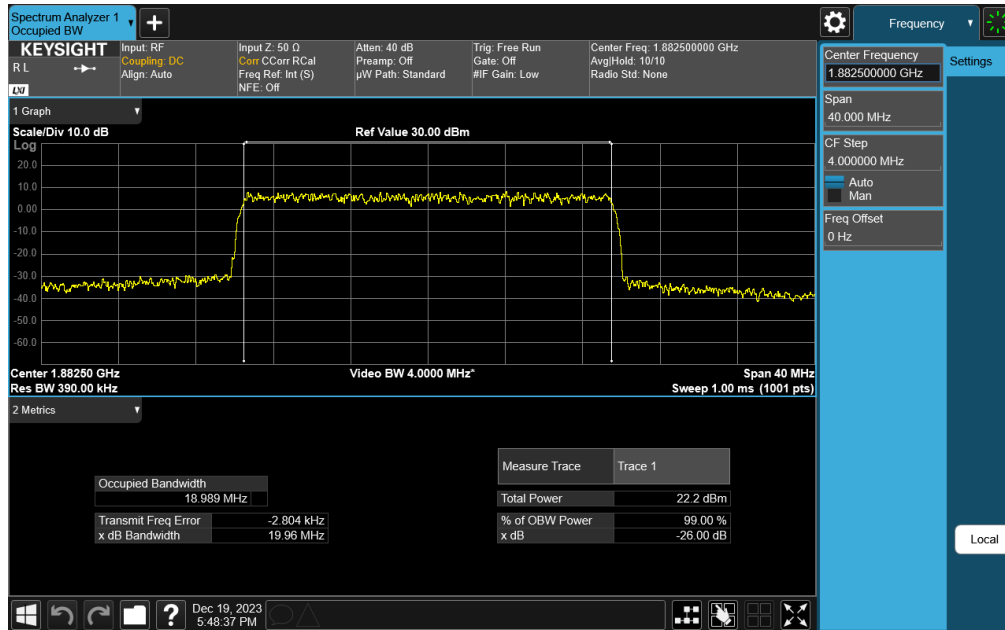 Spectrum Analyzer 1
Occupied BW
Frequency
KEYSIGHT
R L
LXI
Input: RF
Coupling: DC
Align: Auto
Input Z: 50 Ω
Corr CCorr RCal
Freq Ref: Int (S)
NFE: Off
Atten: 40 dB
Preamp: Off
µW Path: Standard
Trig: Free Run
Gate: Off
#IF Gain: Low
Center Freq: 1.882500000 GHz
Avg|Hold: 10/10
Radio Std: None
Center Frequency
1.882500000 GHz
Settings
Span
40.000 MHz
CF Step
4.000000 MHz
Auto
Man
Freq Offset
0 Hz
Local
1 Graph
Scale/Div 10.0 dB
Ref Value 30.00 dBm
Log
20.0
10.0
0.00
-10.0
-20.0
-30.0
-40.0
-50.0
-60.0
Center 1.88250 GHz
Video BW 4.0000 MHz*
Span 40 MHz
Res BW 390.00 kHz
Sweep 1.00 ms (1001 pts)
2 Metrics
Occupied Bandwidth
18.989 MHz
Transmit Freq Error -2.804 kHz
x dB Bandwidth 19.96 MHz
Measure Trace Trace 1
Total Power 22.2 dBm
% of OBW Power 99.00 %
x dB -26.00 dB
Dec 19, 2023
5:48:37 PM